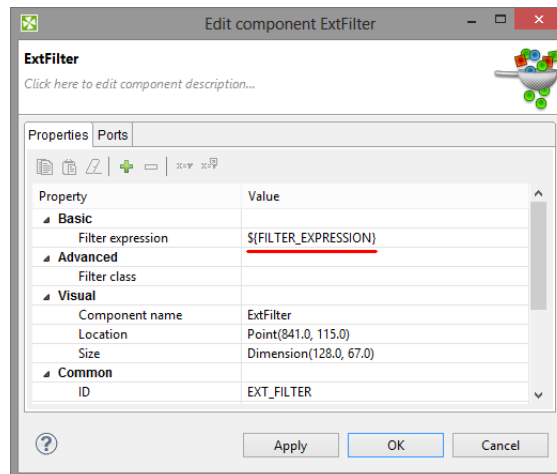 Edit component ExtFilter
ExtFilter
Click here to edit component description...
Properties Ports
Property Value
Basic
Filter expression ${FILTER_EXPRESSION}
Advanced
Filter class
Visual
Component name ExtFilter
Location Point(841.0, 115.0)
Size Dimension(128.0, 67.0)
Common
ID EXT_FILTER
Apply OK Cancel